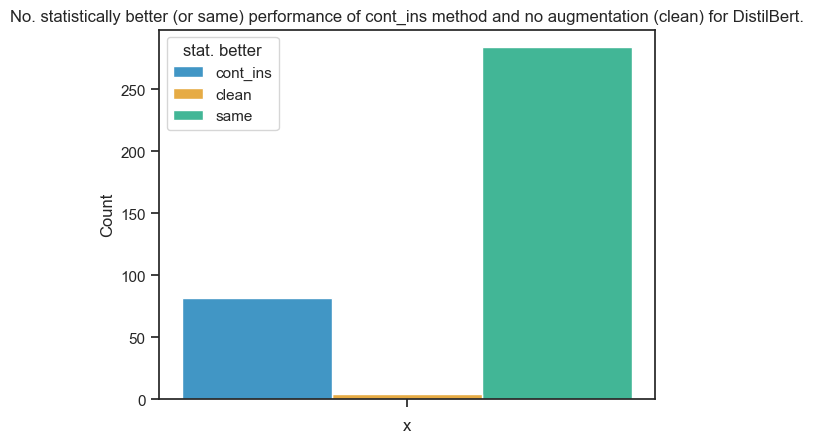 No. statistically better (or same) performance of cont_ins method and no augmentation (clean) for DistilBert.
stat. better
cont_ins
clean
same
250
200
150
100
50
0
Count
x